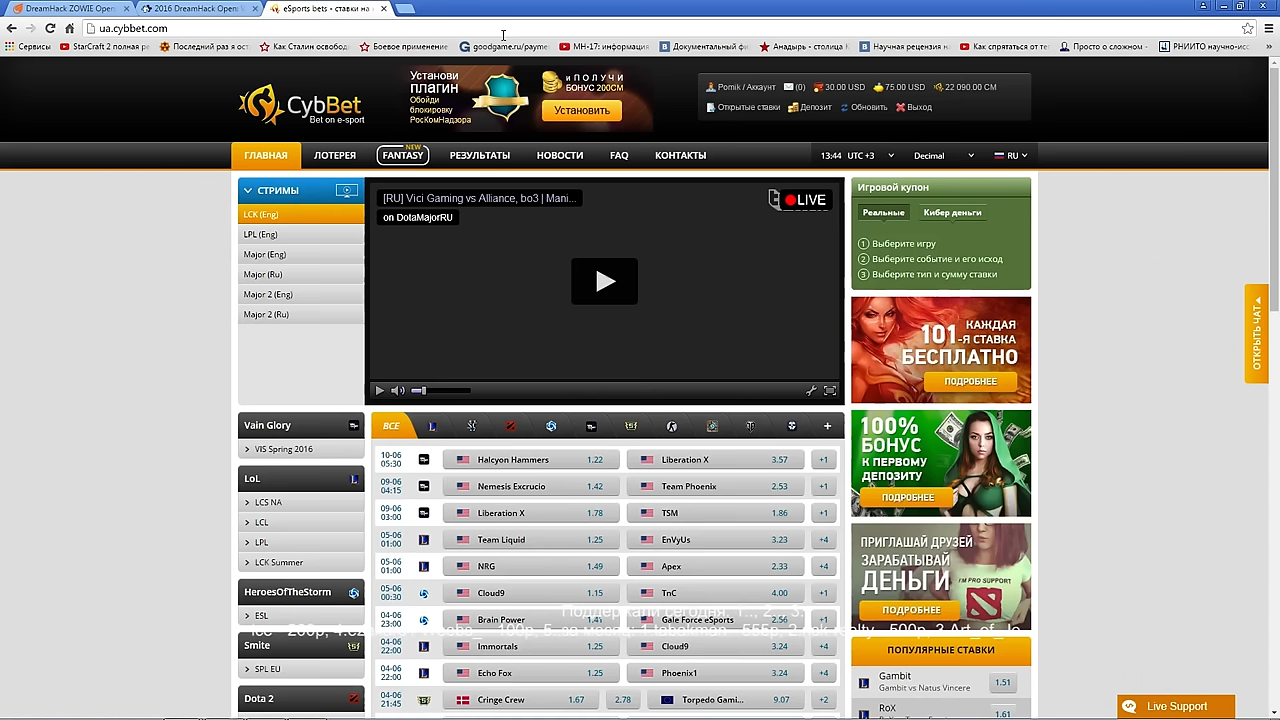 DreamHack ZOWIE Open
2016 DreamHack Open:
eSports bets • ставки на
ua.cybbet.com
Сервисы
StarCraft 2 полная р
Последний раз я ост
Как Сталин освобод
Боевое применение
goodgame.ru/payme
МН-17: информация
Документальный ф
Анадырь - столица
Научная рецензия н
Как спрятаться от те
Просто о сложном -
РНИИТО научно-исс
CybBet
Bet on e-sport
Установи
плагин
Обойди
блокировку
РосКомНадзора
и ПОЛУЧИ
БОНУС 200CM
Установить
Pomik / Аккаунт (0) 30.00 USD 75.00 USD 22 090.00 CM
Открытые ставки Депозит Обновить Выход
ГЛАВНАЯ ЛОТЕРЕЯ FANTASY NEW РЕЗУЛЬТАТЫ НОВОСТИ FAQ КОНТАКТЫ 13:44 UTC +3 Decimal RU
СТРИМЫ
LCK (Eng)
LPL (Eng)
Major (Eng)
Major (Ru)
Major 2 (Eng)
Major 2 (Ru)
[RU] Vici Gaming vs Alliance, bo3 | Mani...
on DotaMajorRU
LIVE
Игровой купон
Реальные Кибер деньги
1 Выберите игру
2 Выберите событие и его исход
3 Выберите тип и сумму ставки
КАЖДАЯ
101-я СТАВКА
БЕСПЛАТНО
ПОДРОБНЕЕ
ОТКРЫТЬ ЧАТ
100%
БОНУС
К ПЕРВОМУ
ДЕПОЗИТУ
ПОДРОБНЕЕ
ПРИГЛАШАЙ ДРУЗЕЙ
ЗАРАБАТЫВАЙ
ДЕНЬГИ
I'M PRO SUPPORT
ПОДРОБНЕЕ
ПОПУЛЯРНЫЕ СТАВКИ
Gambit
Gambit vs Natus Vincere
1.51
RoX
1.61
Vain Glory
VIS Spring 2016
LoL
LCS NA
LCL
LPL
LCK Summer
HeroesOfTheStorm
ESL
Smite
SPL EU
Dota 2
ВСЕ +
10-06 05:30 Halcyon Hammers 1.22 Liberation X 3.57 +1
09-06 04:15 Nemesis Excrucio 1.42 Team Phoenix 2.53 +1
09-06 03:00 Liberation X 1.78 TSM 1.86 +1
05-06 01:00 Team Liquid 1.25 EnVyUs 3.23 +4
05-06 01:00 NRG 1.49 Apex 2.33 +4
05-06 00:30 Cloud9 1.15 TnC 4.00 +1
04-06 23:00 Brain Power Gale Force eSports 2.56 +1
04-06 22:00 Immortals 1.25 Cloud9 3.24 +4
04-06 22:00 Echo Fox 1.25 Phoenix1 3.24 +4
04-06 21:45 Cringe Crew 1.67 2.78 Torpedo Gami... 9.07 +2
Поддержали сегодня: 1..., 2..., 3...
Live Support